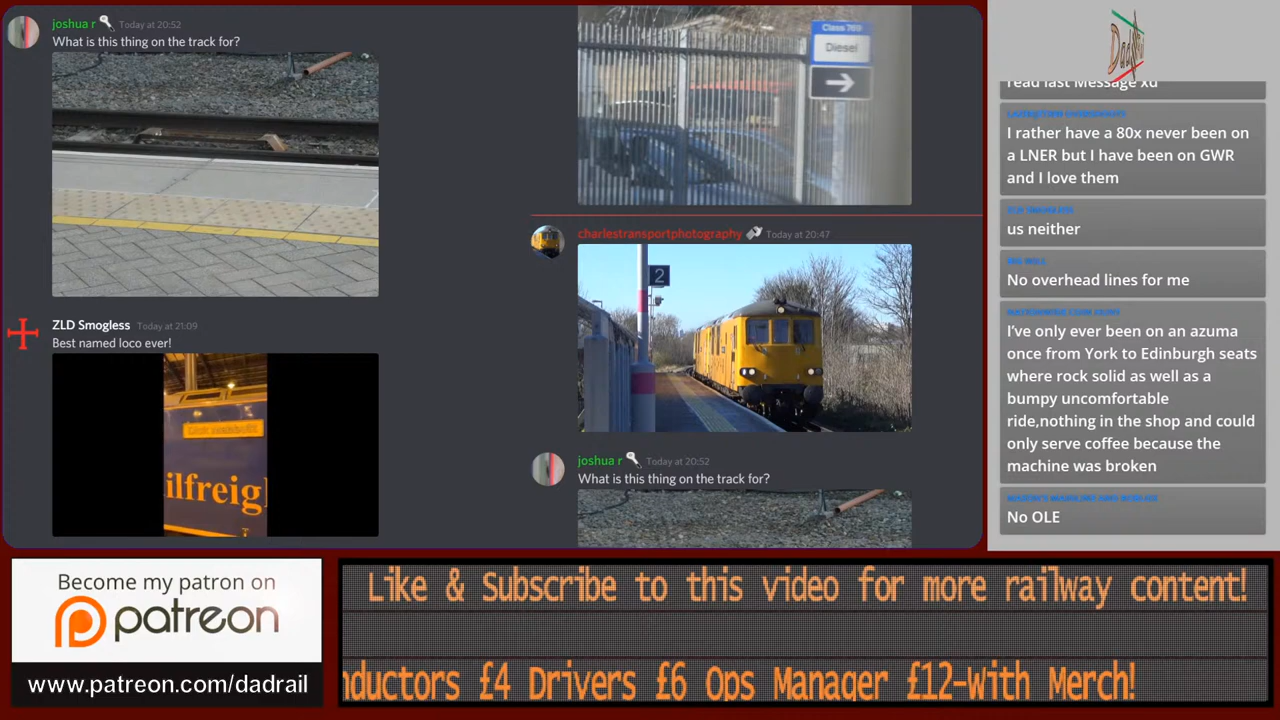 joshua r Today at 20:52
What is this thing on the track for?
ZLD Smogless Today at 21:09
Best named loco ever!
ilfreig
Class 769
Diesel
charlestransportphotography Today at 20:47
2
joshua r Today at 20:52
What is this thing on the track for?
DadRail
read last Message xd
I rather have a 80x never been on
a LNER but I have been on GWR
and I love them
us neither
No overhead lines for me
I've only ever been on an azuma
once from York to Edinburgh seats
where rock solid as well as a
bumpy uncomfortable
ride,nothing in the shop and could
only serve coffee because the
machine was broken
No OLE
Become my patron on
patreon
www.patreon.com/dadrail
Like & Subscribe to this video for more railway content!
nductors £4 Drivers £6 Ops Manager £12-With Merch!